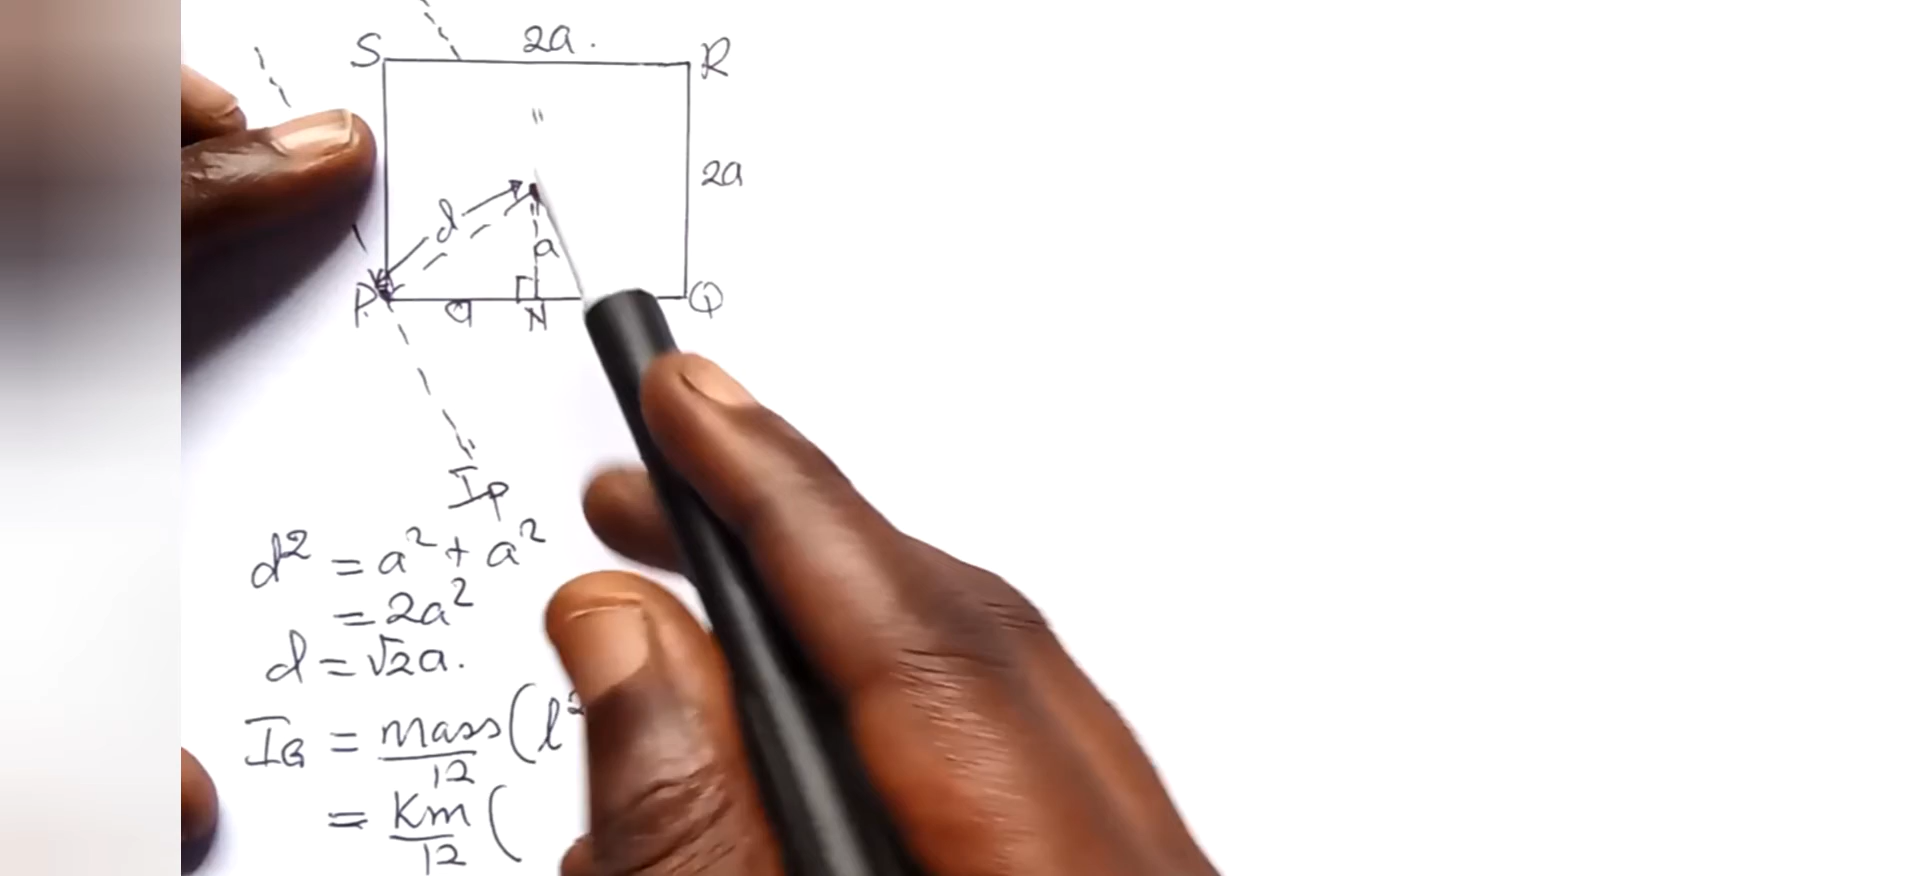 S 2a. R
"
2a
d
a
P. a N Q
Ip
d² = a² + a²
= 2a²
d = √2a.
IG = mass/12 (l²
= Km/12 (